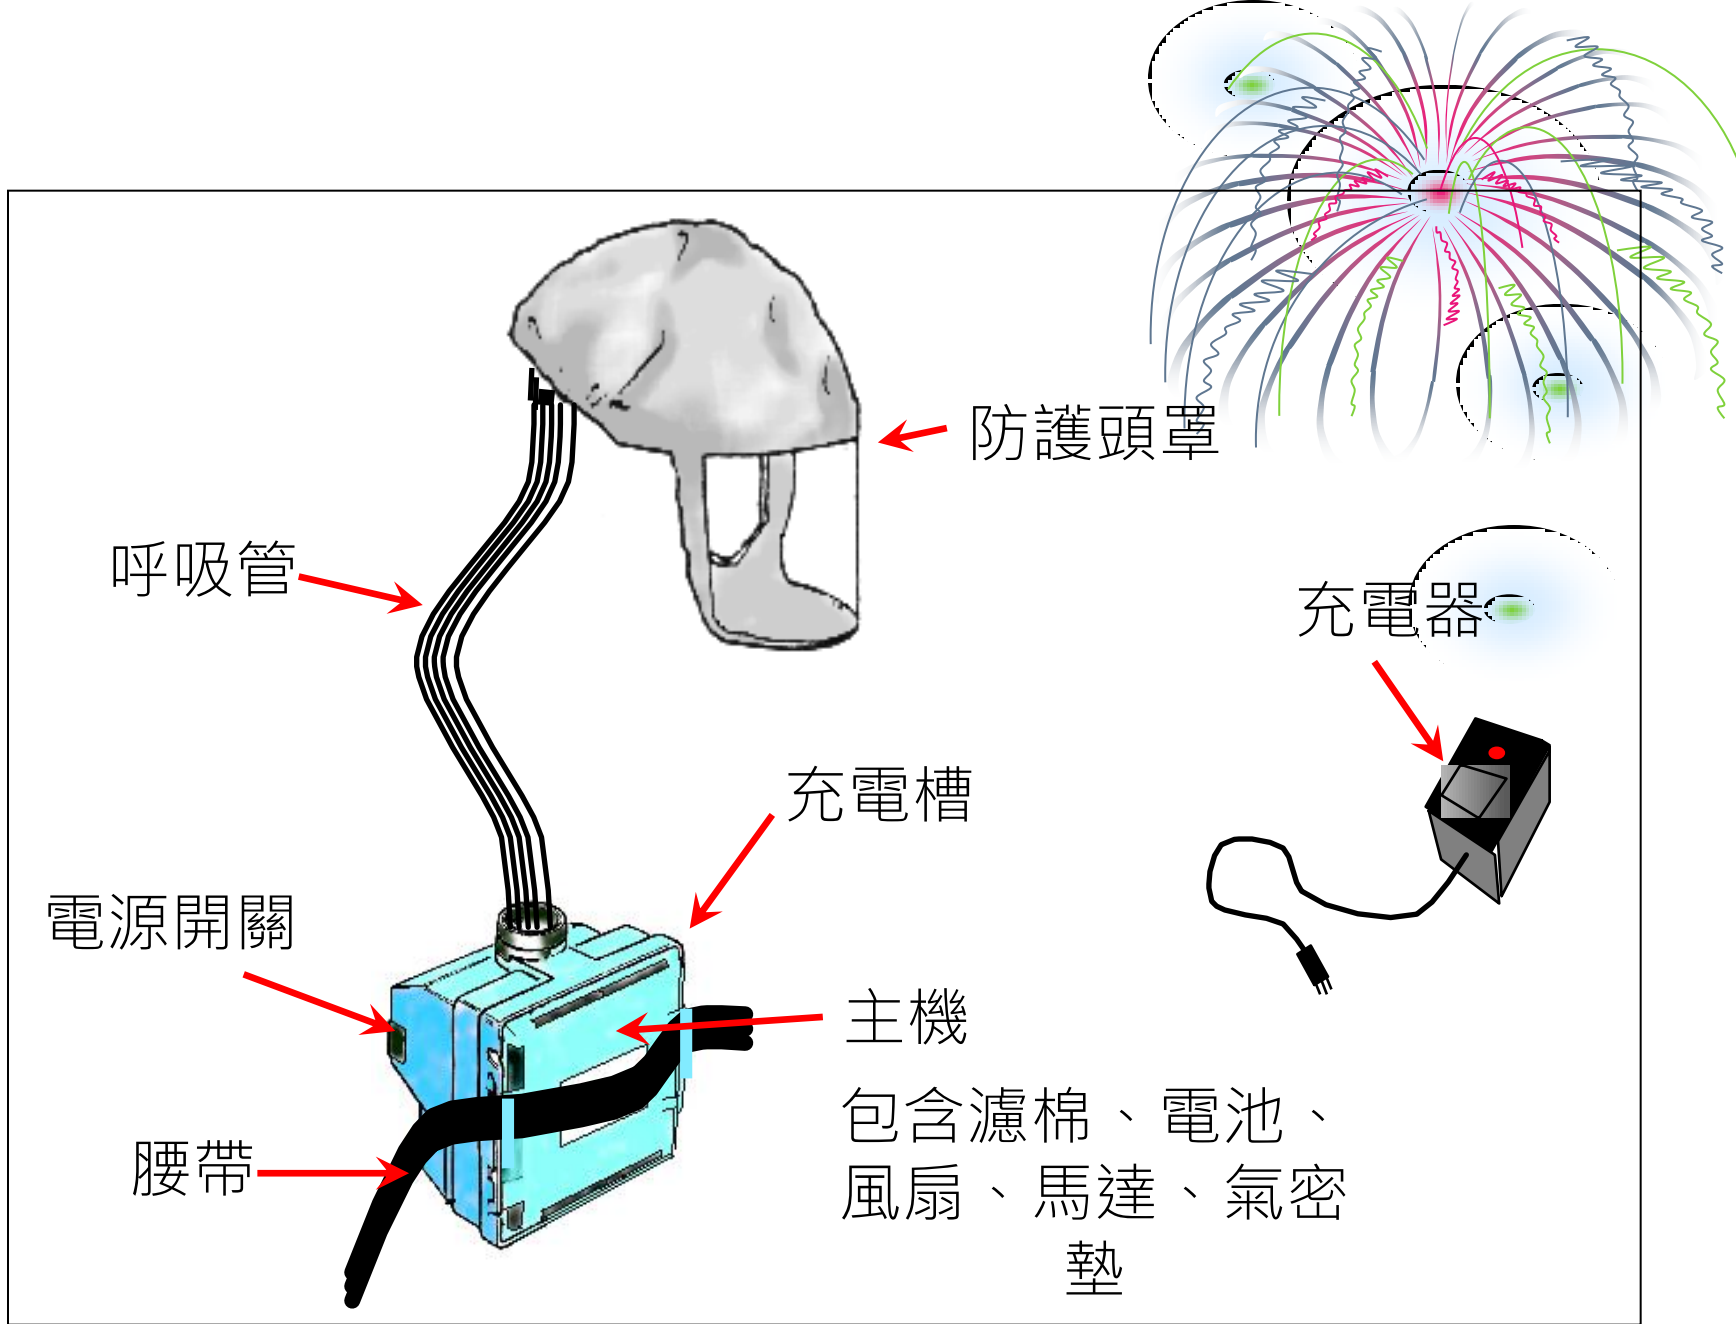 防護頭罩
呼吸管
充電器
充電槽
電源開關
主機
包含濾棉、電池、
風扇、馬達、氣密
墊
腰帶